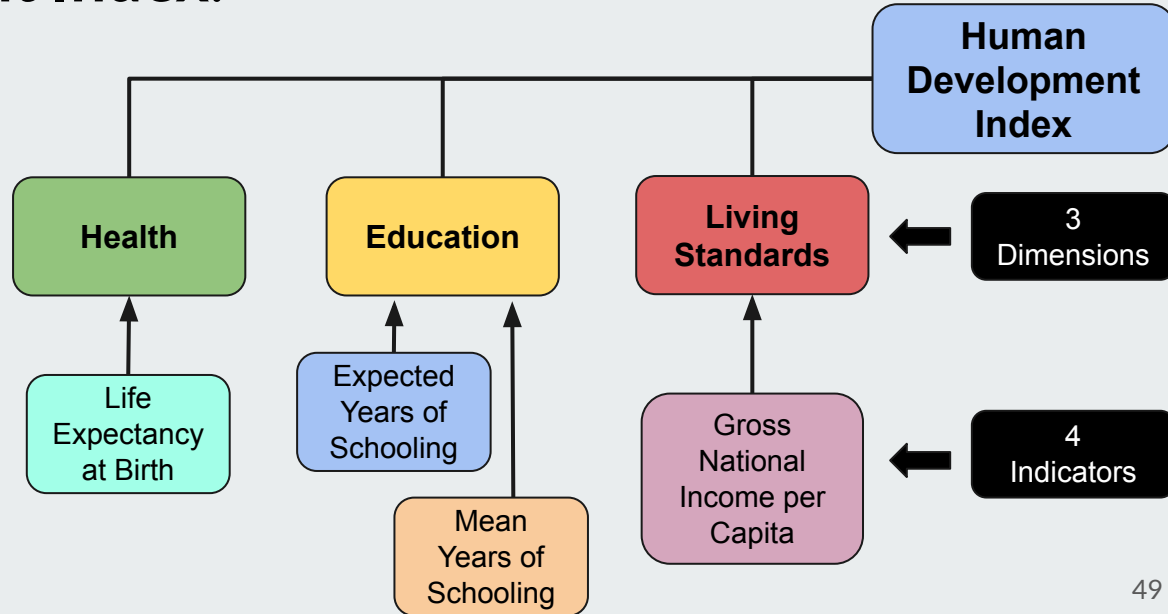 Index.
Human
Development
Index
Health
Education
Living
Standards
3
Dimensions
Life
Expectancy
at Birth
Expected
Years of
Schooling
Mean
Years of
Schooling
Gross
National
Income per
Capita
4
Indicators
49